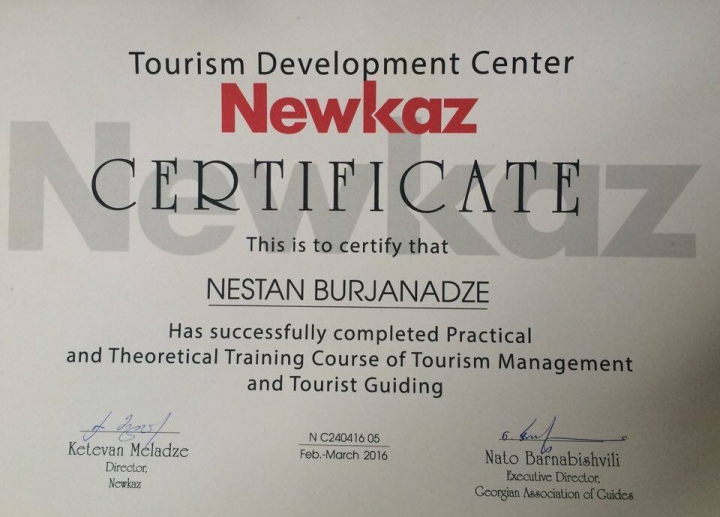 Tourism Development Center
Newkaz
CERTIFICATE
This is to certify that
NESTAN BURJANADZE
Has successfully completed Practical
and Theoretical Training Course of Tourism Management
and Tourist Guiding
Ketevan Meladze
Director,
Newkaz
N C240416 05
Feb.-March 2016
Nato Barnabishvili
Executive Director,
Georgian Association of Guides
Newkaz